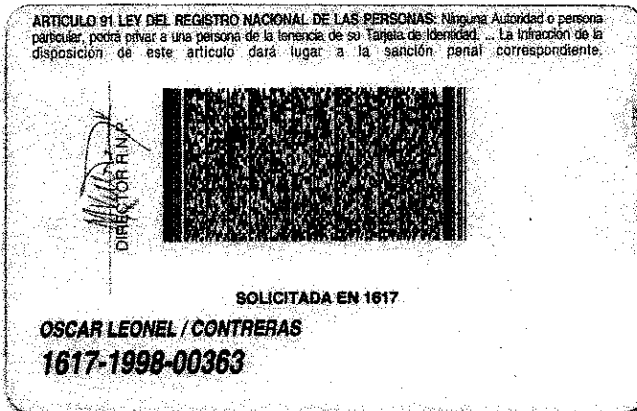 ARTICULO 91 LEY DEL REGISTRO NACIONAL DE LAS PERSONAS: Ninguna Autoridad o persona
particular, podrá privar a una persona de la tenencia de su Tarjeta de Identidad. ... La Infracción de la
disposición de este articulo dará lugar a la sanción penal correspondiente.
DIRECTOR R.N.P.
SOLICITADA EN 1617
OSCAR LEONEL / CONTRERAS
1617-1998-00363